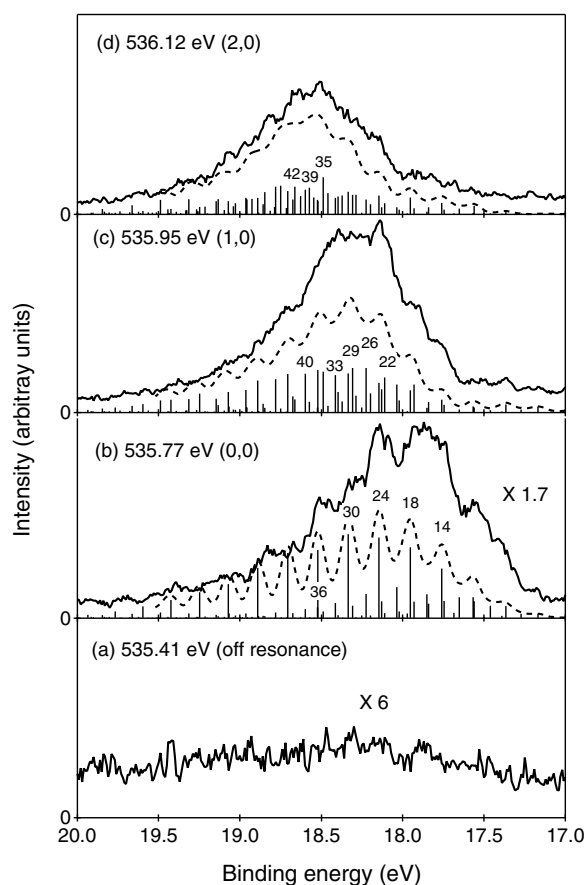 (d) 536.12 eV (2,0)
42
39
35
0
(c) 535.95 eV (1,0)
40
33
29
26
22
0
(b) 535.77 eV (0,0)
X 1.7
36
30
24
18
14
0
(a) 535.41 eV (off resonance)
X 6
0
20.0 19.5 19.0 18.5 18.0 17.5 17.0
Binding energy (eV)
Intensity (arbitray units)